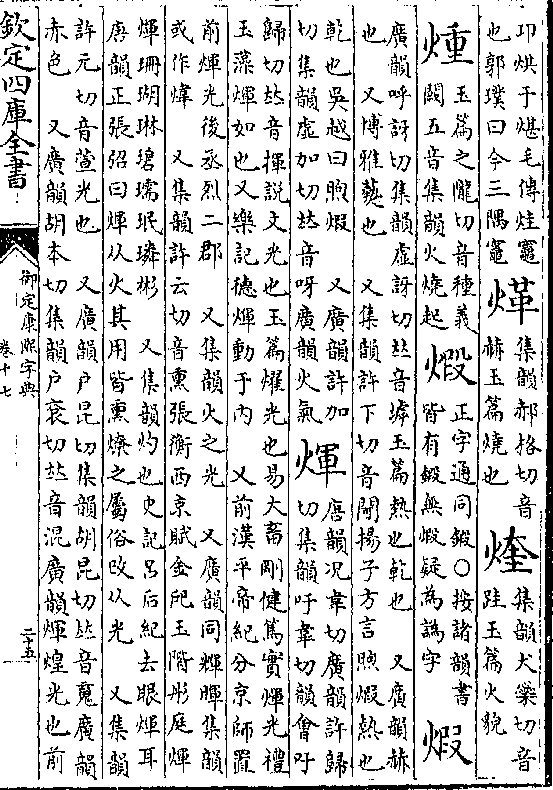 卭烘于煁毛傳烓竈
也郭璞曰今三隅竈
煂
集韻郝格切音
赫玉篇燒也
煃
集韻犬蘂切音
跬玉篇火貌
煄
玉篇之隴切音種義
闕五音集韻火燒起
煅
正字通同鍛○按諸韻書
皆有鍛無煅疑為譌字
煆
廣韻呼訝切集韻虛訝切𠀤音罅玉篇熱也乾也　又廣韻赫
也　又博雅爇也　又集韻許下切音閜揚子方言煦煆熱也
乾也吳越曰煦煆　又廣韻許加
切集韻虛加切𠀤音呀廣韻火氣
煇
唐韻况韋切廣韻許歸
切集韻吁韋切韻會吁
歸切𠀤音揮說文光也玉篇燿光也易大畜剛健篤實煇光禮
玉藻煇如也又樂記德煇動于内　又前漢平帝紀分京師置
前煇光後丞烈二郡　又集韻火之光　又廣韻同輝暉集韻
或作煒　又集韻許云切音熏張衡西京賦金戺玉階彤庭煇
煇珊瑚琳碧瓀珉璘彬　又集韻灼也史記呂后紀去眼煇耳
唐韻正張弨曰煇从火其用皆熏燎之屬俗改从光　又集韻
許元切音萱光也　又廣韻戶昆切集韻胡昆切𠀤音䰟廣韻
赤色　又廣韻胡本切集韻戶袞切𠀤音混廣韻煇煌光也前
欽定四庫全書
御定康熙字典
卷十七
二十五